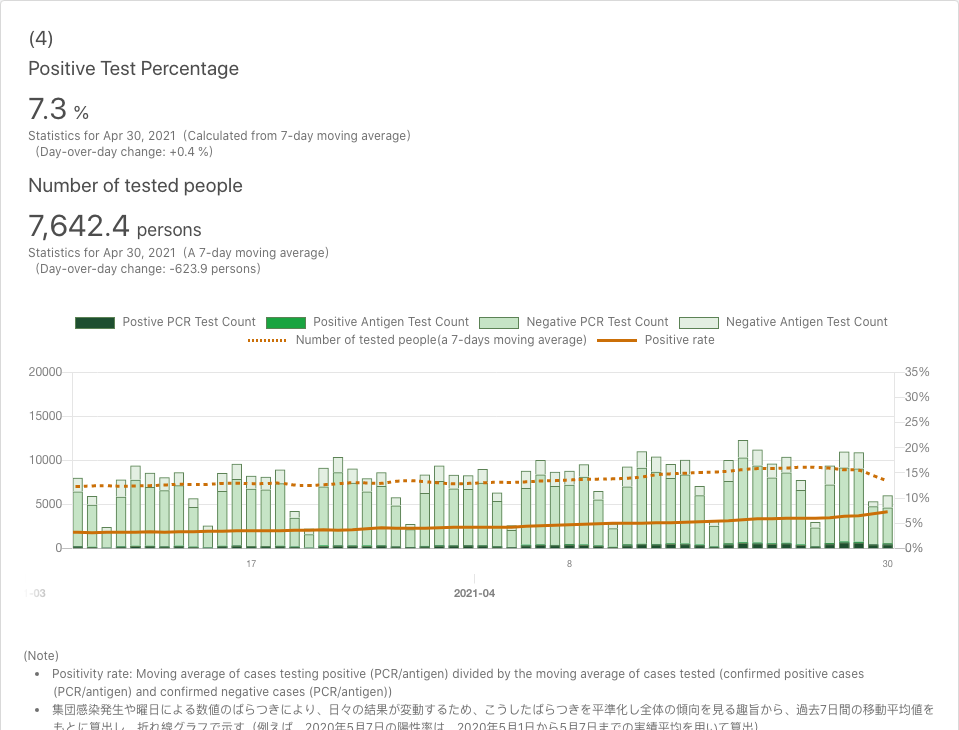 (4)
Positive Test Percentage
7.3 %
Statistics for Apr 30, 2021 (Calculated from 7-day moving average)
(Day-over-day change: +0.4 %)
Number of tested people
7,642.4 persons
Statistics for Apr 30, 2021 (A 7-day moving average)
(Day-over-day change: -623.9 persons)
Postive PCR Test Count Positive Antigen Test Count Negative PCR Test Count Negative Antigen Test Count
Number of tested people(a 7-days moving average) Positive rate
20000 35%
30%
15000 25%
20%
10000 15%
10%
5000 5%
0 0%
17 8 30
-03 2021-04
(Note)
• Positivity rate: Moving average of cases testing positive (PCR/antigen) divided by the moving average of cases tested (confirmed positive cases
(PCR/antigen) and confirmed negative cases (PCR/antigen))
• 集団感染発生や曜日による数値のばらつきにより、日々の結果が変動するため、こうしたばらつきを平準化し全体の傾向を見る趣旨から、過去7日間の移動平均値を
もとに算出し、折れ線グラフで示す（例えば、2020年5月7日の陽性率は、2020年5月1日から5月7日までの実績平均を用いて算出）